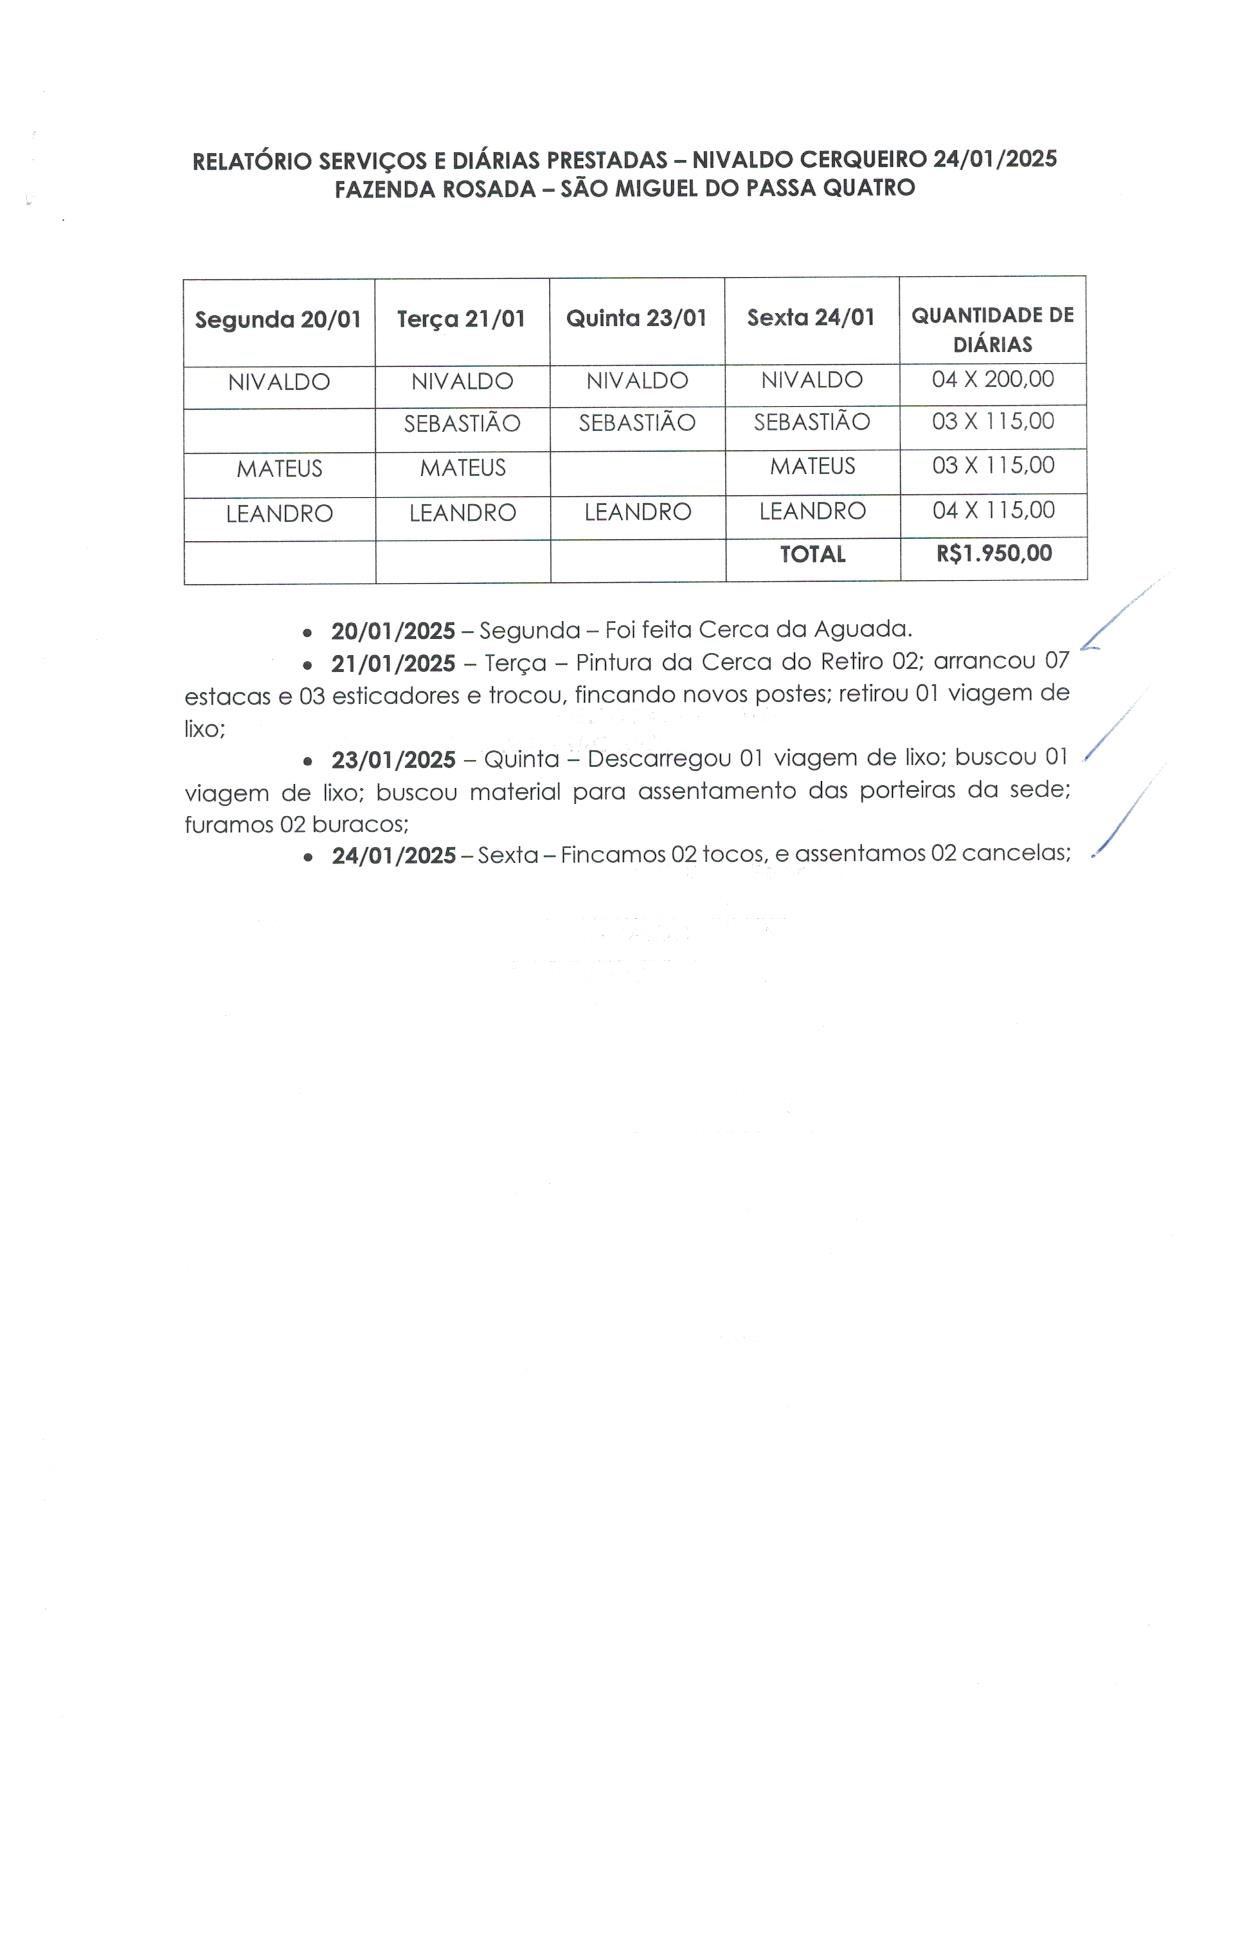 RELATÓRIO SERVIÇOS E DIÁRIAS PRESTADAS – NIVALDO CERQUEIRO 24/01/2025
FAZENDA ROSADA – SÃO MIGUEL DO PASSA QUATRO
Segunda 20/01 Terça 21/01 Quinta 23/01 Sexta 24/01 QUANTIDADE DE DIÁRIAS
NIVALDO NIVALDO NIVALDO NIVALDO 04 X 200,00
SEBASTIÃO SEBASTIÃO SEBASTIÃO 03 X 115,00
MATEUS MATEUS MATEUS 03 X 115,00
LEANDRO LEANDRO LEANDRO LEANDRO 04 X 115,00
TOTAL R$1.950,00
• 20/01/2025 – Segunda – Foi feita Cerca da Aguada.
• 21/01/2025 – Terça – Pintura da Cerca do Retiro 02; arrancou 07
estacas e 03 esticadores e trocou, fincando novos postes; retirou 01 viagem de
lixo;
• 23/01/2025 – Quinta – Descarregou 01 viagem de lixo; buscou 01
viagem de lixo; buscou material para assentamento das porteiras da sede;
furamos 02 buracos;
• 24/01/2025 – Sexta – Fincamos 02 tocos, e assentamos 02 cancelas;